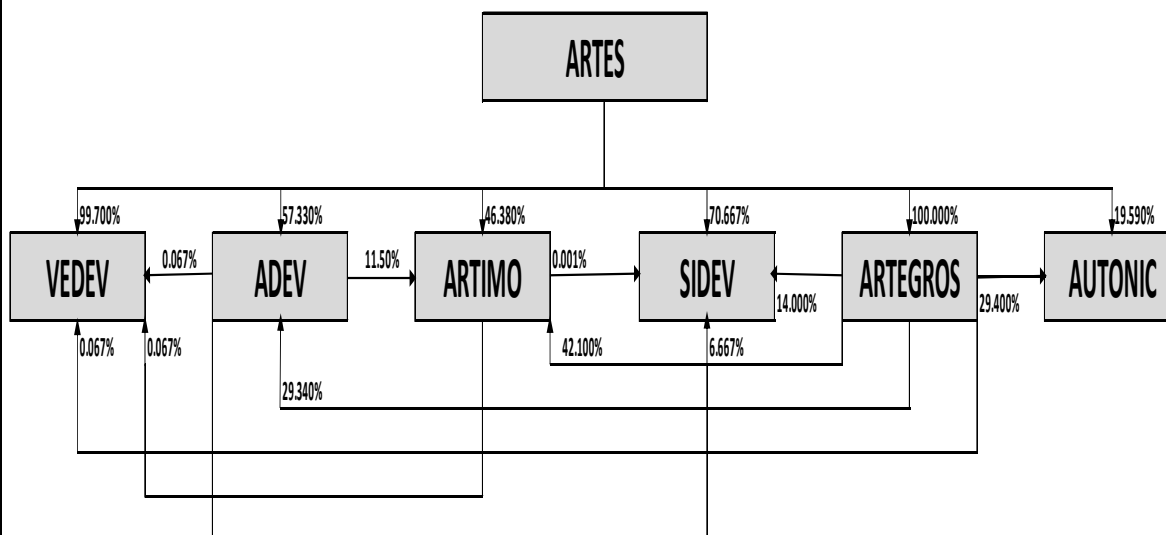 ARTES
99.700% 57.330% 46.380% 70.667% 100.000% 19.590%
0.067% 11.50% 0.001%
VEDEV ADEV ARTIMO SIDEV ARTEGROS AUTONIC
14.000% 29.400%
0.067% 0.067% 42.100% 6.667%
29.340%